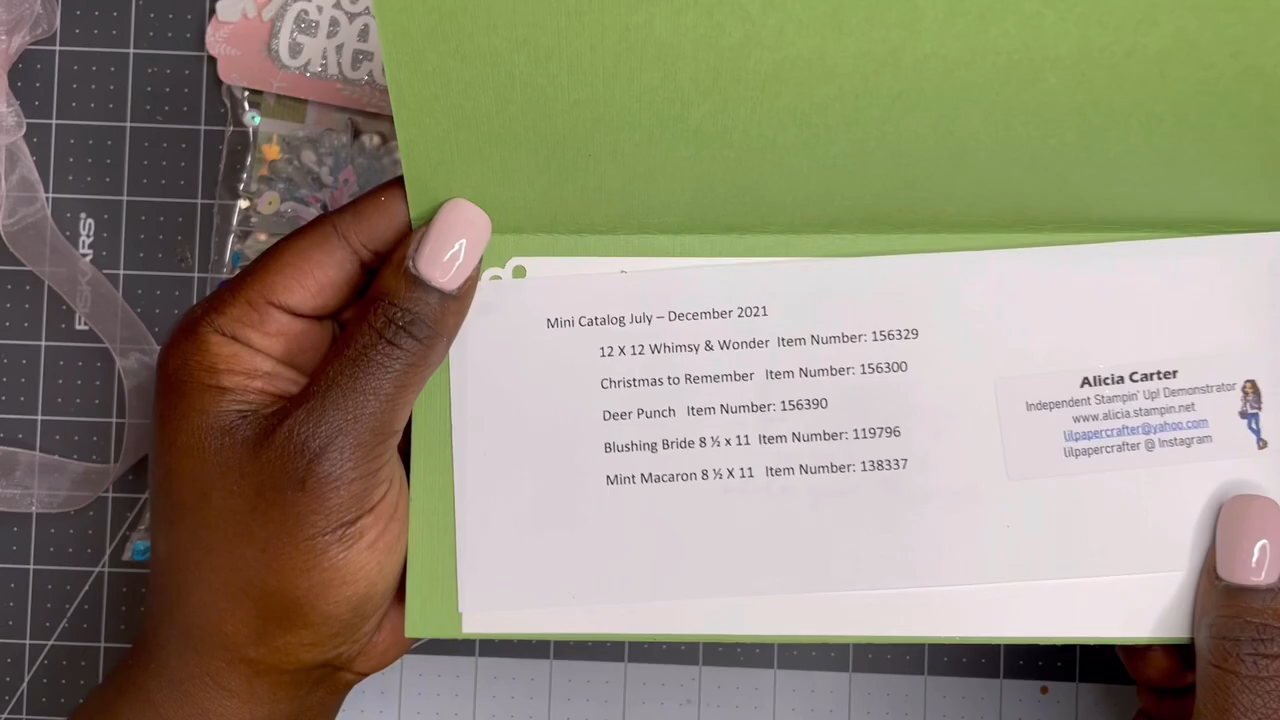 GREE
FISKARS
Mini Catalog July – December 2021
12 X 12 Whimsy & Wonder Item Number: 156329
Christmas to Remember Item Number: 156300
Deer Punch Item Number: 156390
Blushing Bride 8 ½ x 11 Item Number: 119796
Mint Macaron 8 ½ X 11 Item Number: 138337
Alicia Carter
Independent Stampin' Up! Demonstrator
www.alicia.stampin.net
lilpapercrafter@yahoo.com
lilpapercrafter @ Instagram